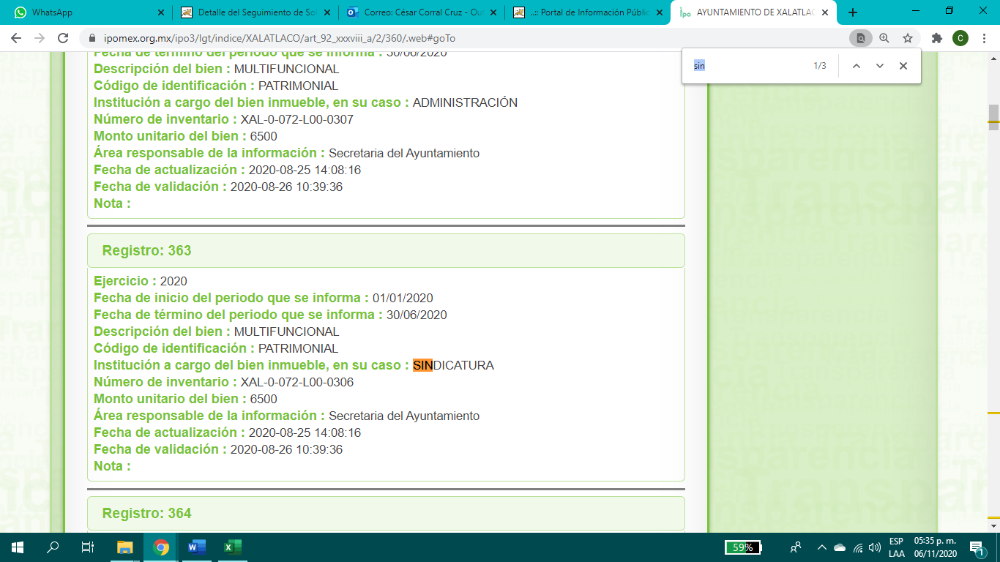 WhatsApp
Detalle del Seguimiento de Sol
Correo: César Corral Cruz - Ou
..:: Portal de Información Públic
ipo AYUNTAMIENTO DE XALATLAC
ipomex.org.mx/ipo3/lgt/indice/XALATLACO/art_92_xxxviii_a/2/360/.web#goTo
C
sin 1/3
Fecha de término del periodo que se informa : 30/06/2020
Descripción del bien : MULTIFUNCIONAL
Código de identificación : PATRIMONIAL
Institución a cargo del bien inmueble, en su caso : ADMINISTRACIÓN
Número de inventario : XAL-0-072-L00-0307
Monto unitario del bien : 6500
Área responsable de la información : Secretaria del Ayuntamiento
Fecha de actualización : 2020-08-25 14:08:16
Fecha de validación : 2020-08-26 10:39:36
Nota :
Registro: 363
Ejercicio : 2020
Fecha de inicio del periodo que se informa : 01/01/2020
Fecha de término del periodo que se informa : 30/06/2020
Descripción del bien : MULTIFUNCIONAL
Código de identificación : PATRIMONIAL
Institución a cargo del bien inmueble, en su caso : SINDICATURA
Número de inventario : XAL-0-072-L00-0306
Monto unitario del bien : 6500
Área responsable de la información : Secretaria del Ayuntamiento
Fecha de actualización : 2020-08-25 14:08:16
Fecha de validación : 2020-08-26 10:39:36
Nota :
Registro: 364
59%
ESP
LAA
05:35 p. m.
06/11/2020
1